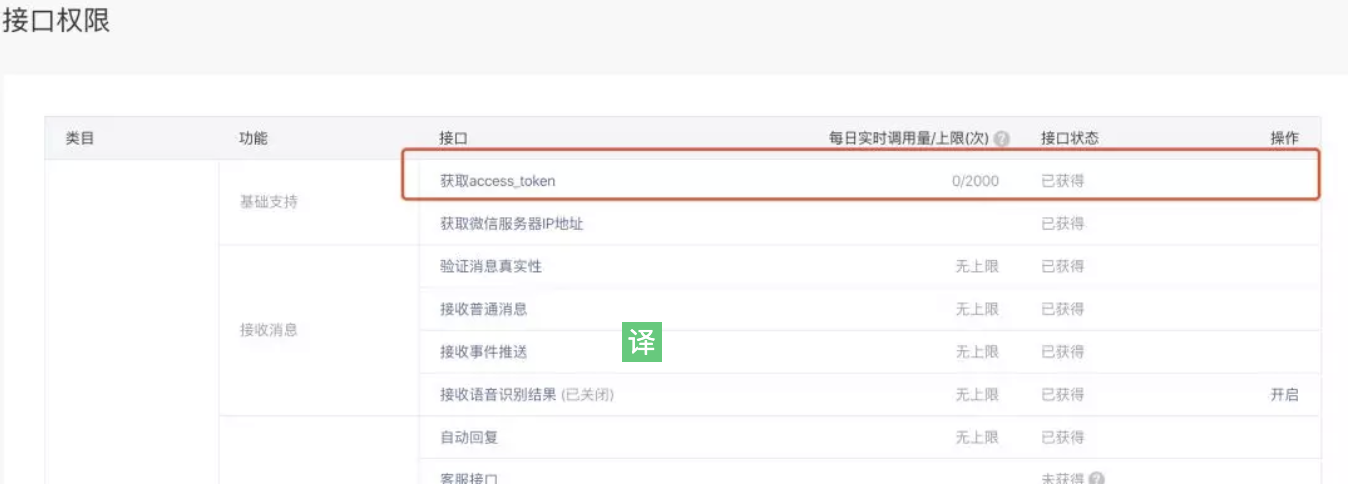 接口权限
类目 功能 接口 每日实时调用量/上限(次) ? 接口状态 操作
获取access_token 0/2000 已获得
基础支持
获取微信服务器IP地址 已获得
验证消息真实性 无上限 已获得
接收普通消息 无上限 已获得
接收消息
译
接收事件推送 无上限 已获得
接收语音识别结果 (已关闭) 无上限 已获得 开启
自动回复 无上限 已获得
客服接口 未获得 ?